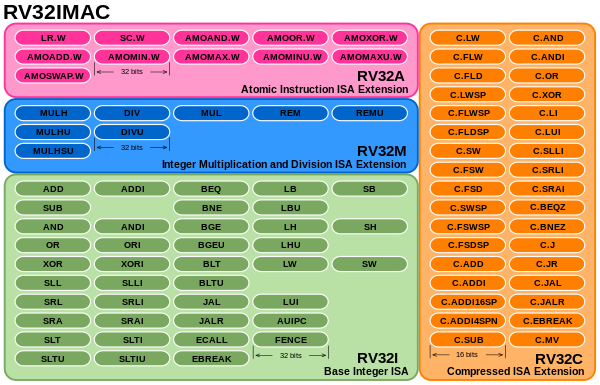 RV32IMAC
LR.W SC.W AMOAND.W AMOOR.W AMOXOR.W
AMOADD.W AMOMIN.W AMOMAX.W AMOMINU.W AMOMAXU.W
AMOSWAP.W 32 bits
RV32A
Atomic Instruction ISA Extension
MULH DIV MUL REM REMU
MULHU DIVU
MULHSU 32 bits
RV32M
Integer Multiplication and Division ISA Extension
ADD ADDI BEQ LB SB
SUB BNE LBU
AND ANDI BGE LH SH
OR ORI BGEU LHU
XOR XORI BLT LW SW
SLL SLLI BLTU
SRL SRLI JAL LUI
SRA SRAI JALR AUIPC
SLT SLTI ECALL FENCE
SLTU SLTIU EBREAK 32 bits
RV32I
Base Integer ISA
C.LW C.AND
C.FLW C.ANDI
C.FLD C.OR
C.LWSP C.XOR
C.FLWSP C.LI
C.FLDSP C.LUI
C.SW C.SLLI
C.FSW C.SRLI
C.FSD C.SRAI
C.SWSP C.BEQZ
C.FSWSP C.BNEZ
C.FSDSP C.J
C.ADD C.JR
C.ADDI C.JAL
C.ADDI16SP C.JALR
C.ADDI4SPN C.EBREAK
C.SUB C.MV
16 bits
RV32C
Compressed ISA Extension